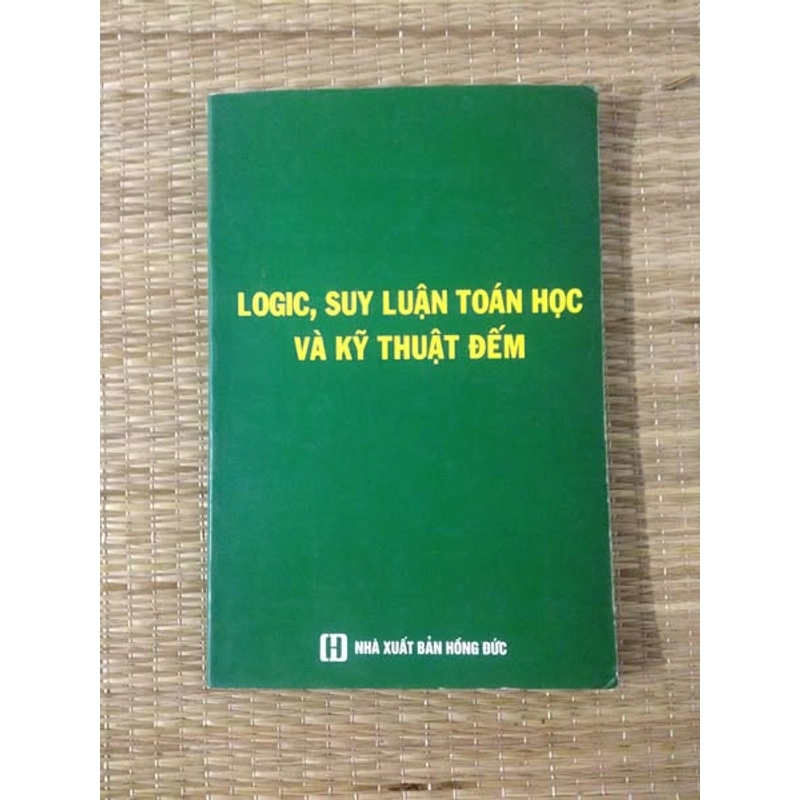 LOGIC, SUY LUẬN TOÁN HỌC
VÀ KỸ THUẬT ĐẾM
H NHÀ XUẤT BẢN HỒNG ĐỨC